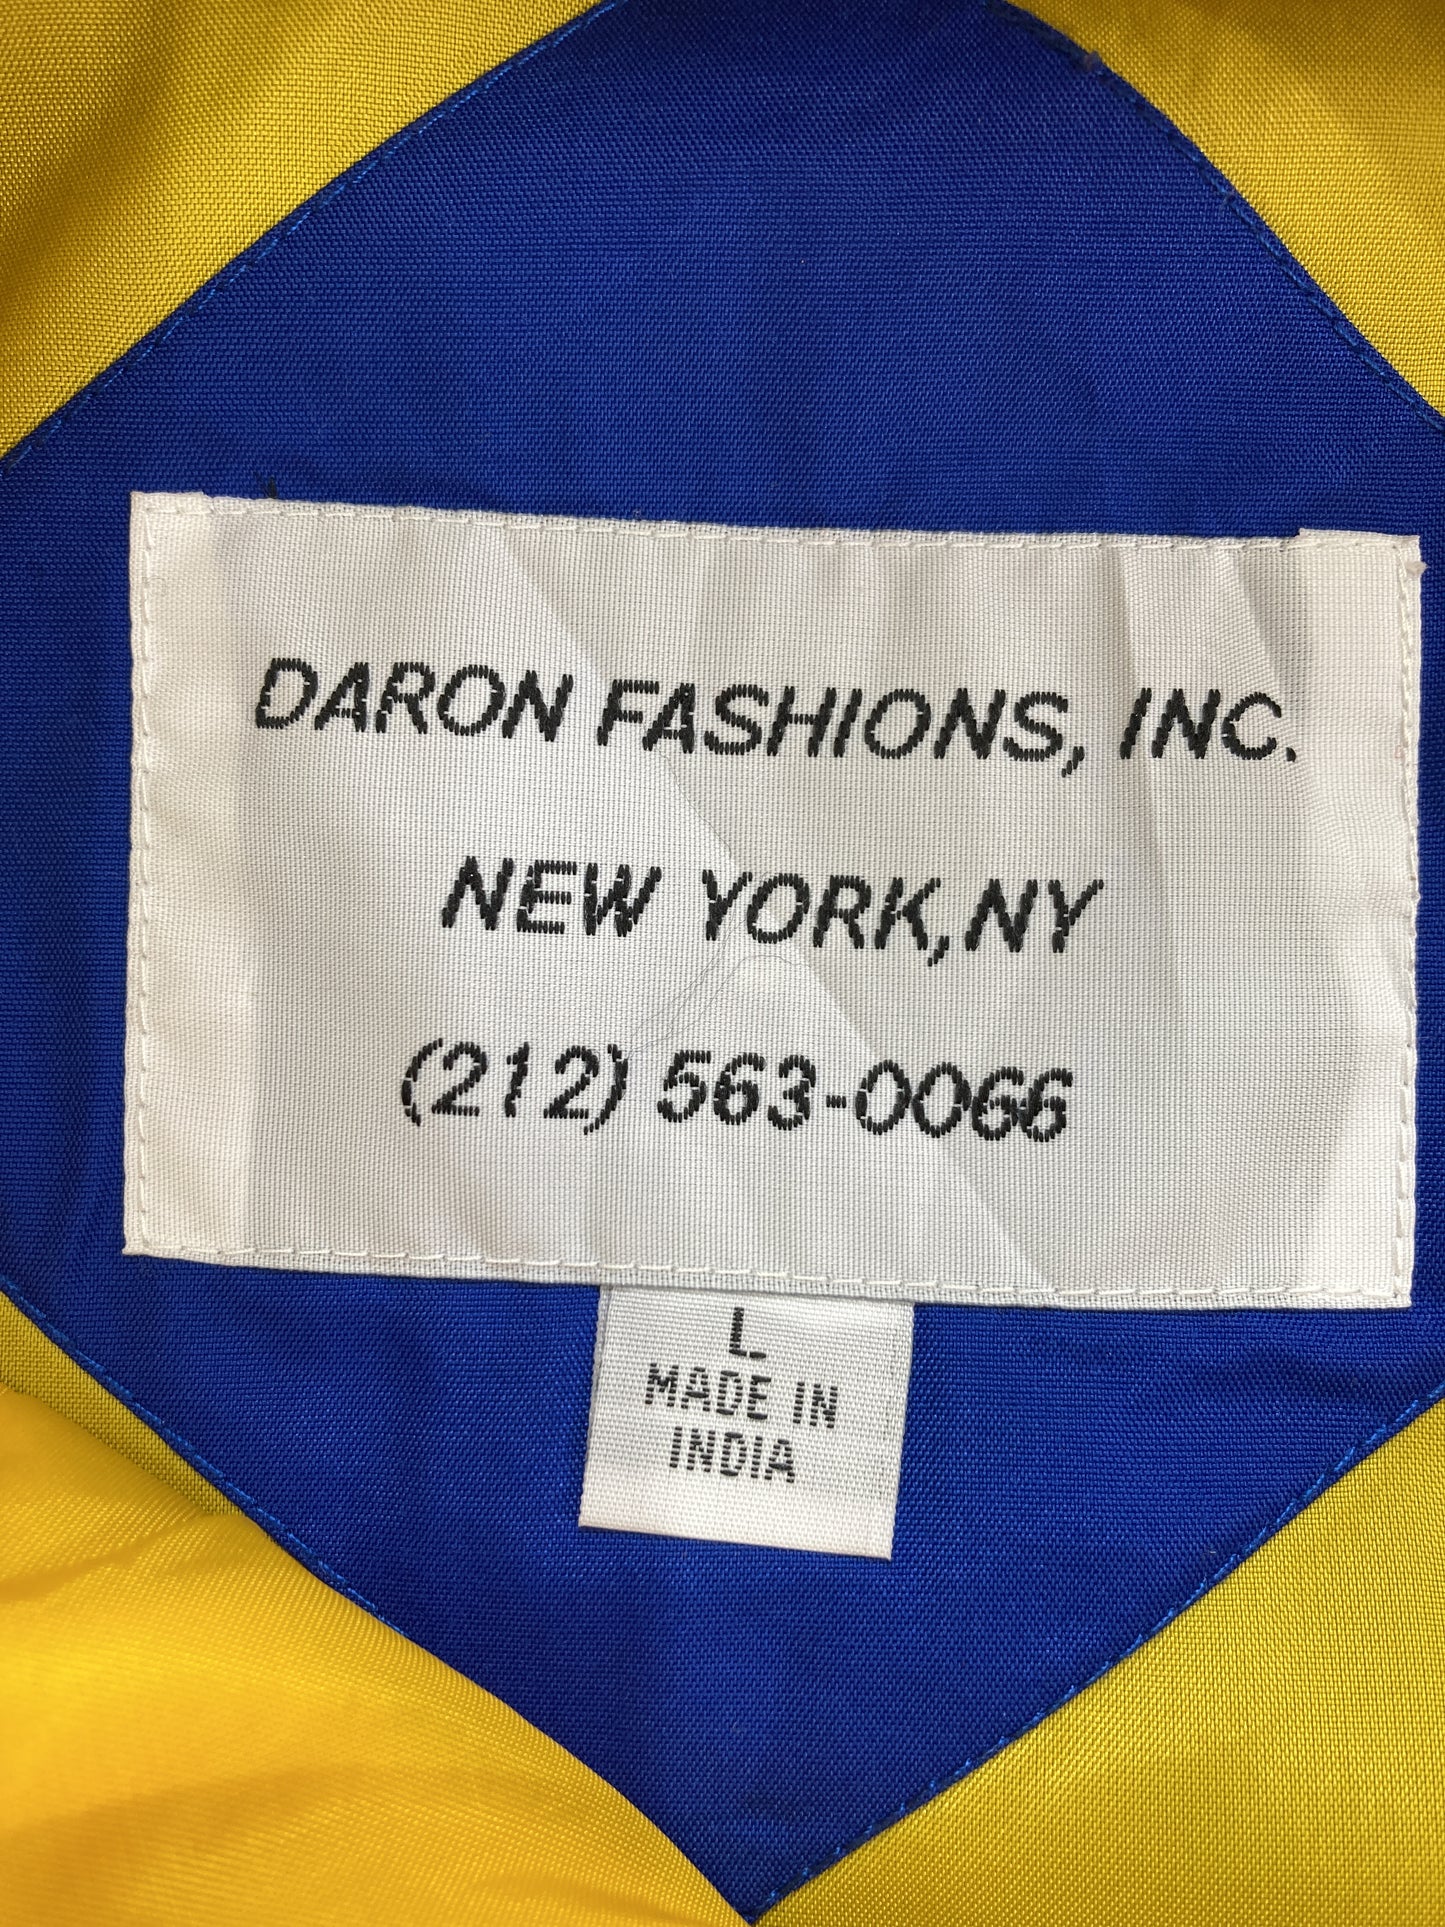 DARON FASHIONS, INC.
NEW YORK,NY
(212) 563-0066
L
MADE IN
INDIA